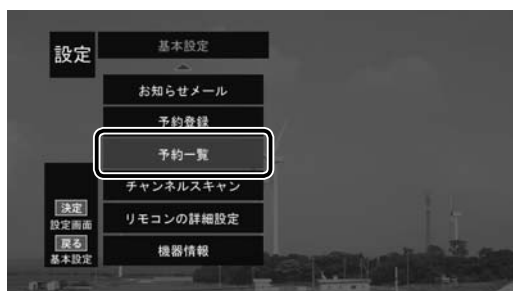 設定
基本設定
お知らせメール
予約登録
予約一覧
チャンネルスキャン
リモコンの詳細設定
機器情報
決定
設定画面
戻る
基本設定